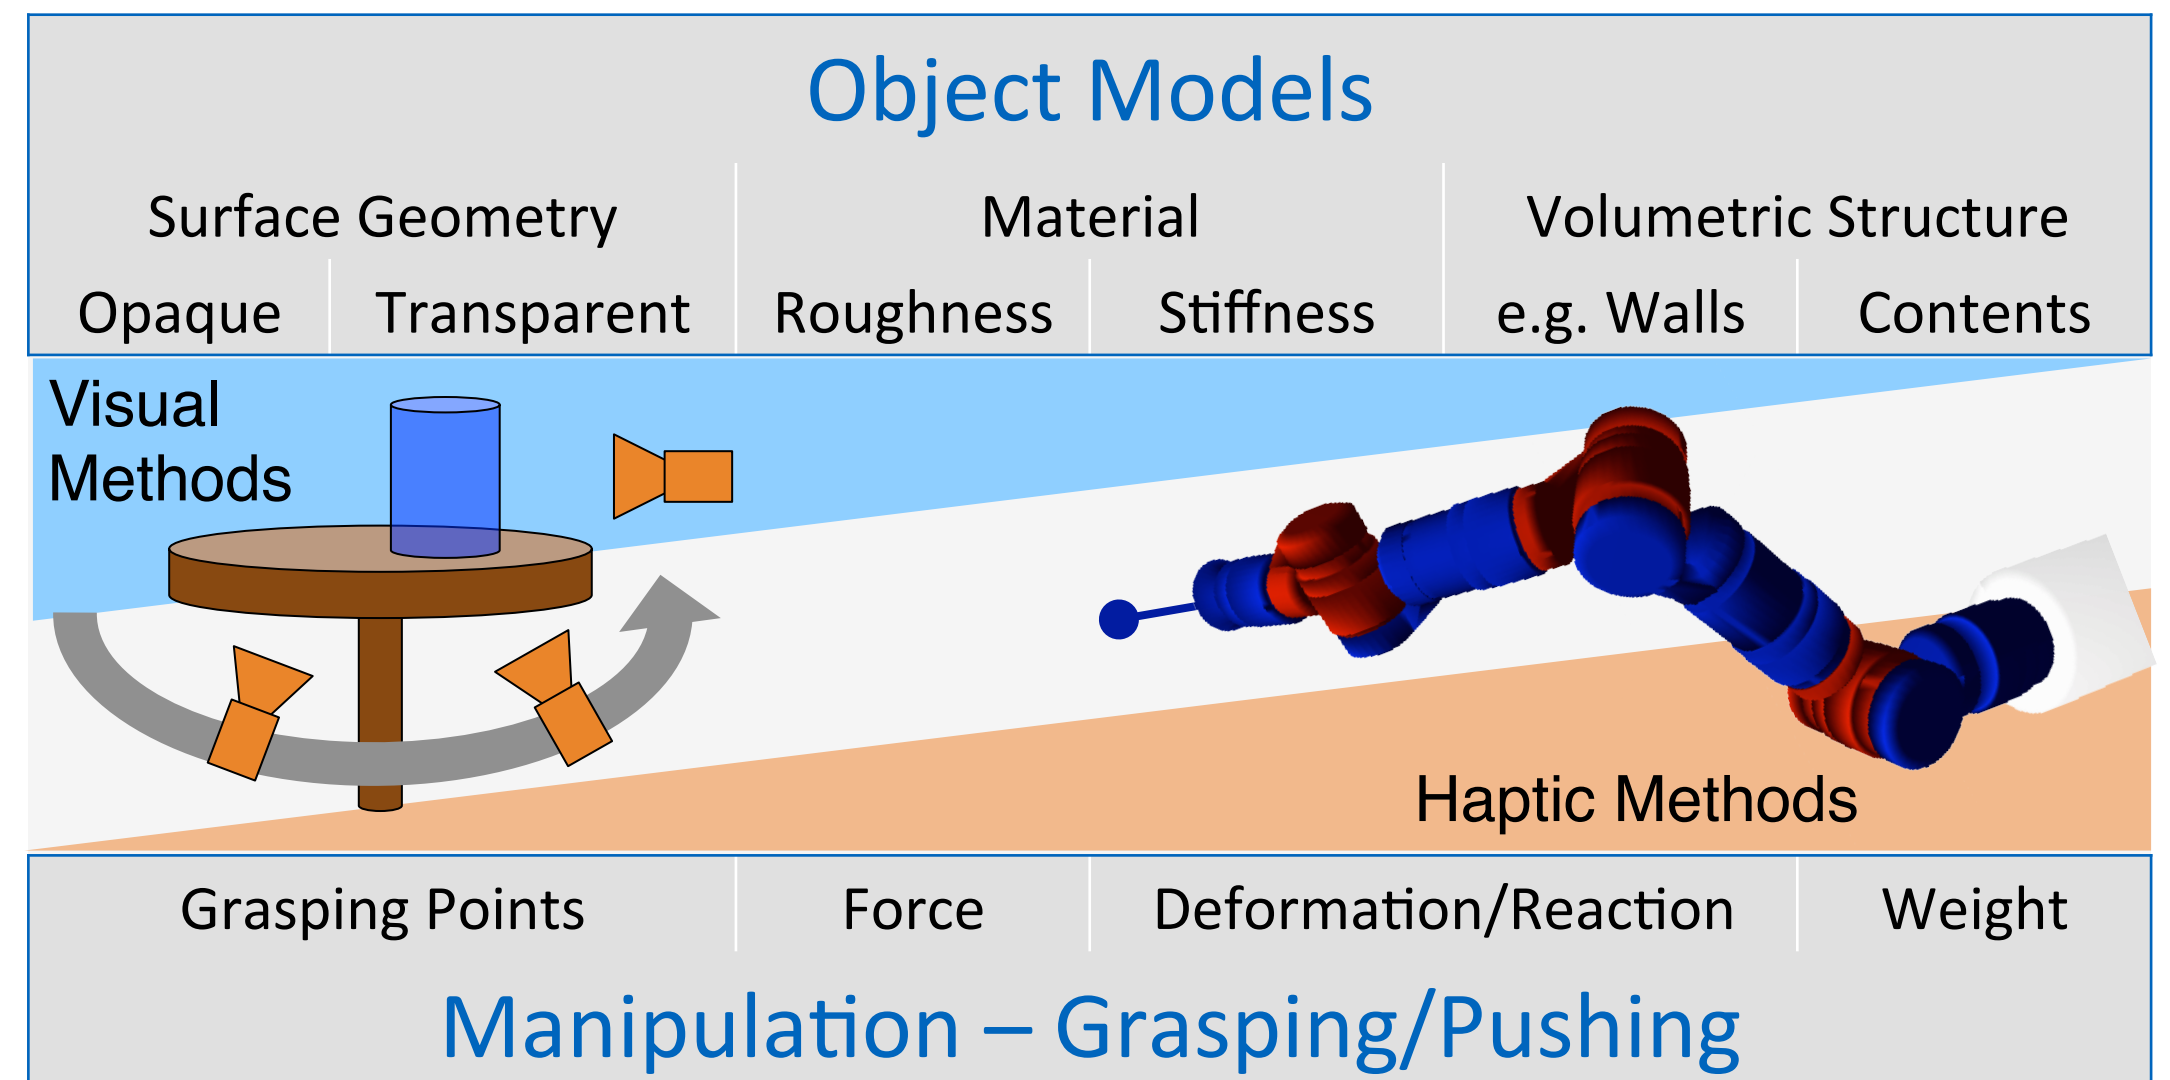 Object Models
Surface Geometry Material Volumetric Structure
Opaque Transparent Roughness Stiffness e.g. Walls Contents
Visual
Methods
Haptic Methods
Grasping Points Force Deformation/Reaction Weight
Manipulation – Grasping/Pushing